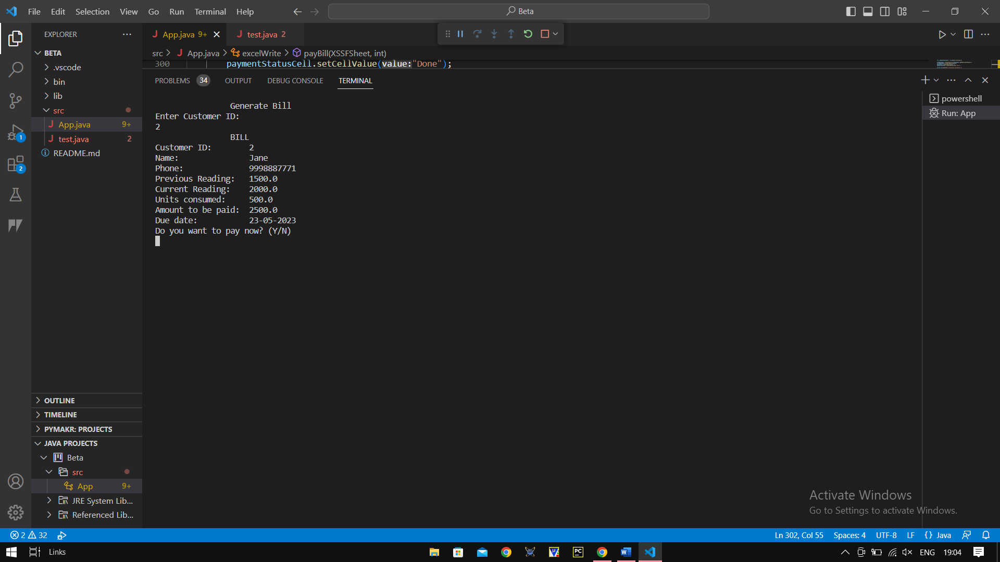 File Edit Selection View Go Run Terminal Help
Beta
EXPLORER
App.java 9+
test.java 2
src App.java excelWrite payBill(XSSFSheet, int)
300 paymentStatusCell.setCellValue(value:"Done");
BETA
.vscode
bin
lib
src
App.java 9+
test.java 2
README.md
1
2
PROBLEMS 34 OUTPUT DEBUG CONSOLE TERMINAL
powershell
Run: App
Generate Bill
Enter Customer ID:
2
BILL
Customer ID: 2
Name: Jane
Phone: 9998887771
Previous Reading: 1500.0
Current Reading: 2000.0
Units consumed: 500.0
Amount to be paid: 2500.0
Due date: 23-05-2023
Do you want to pay now? (Y/N)
OUTLINE
TIMELINE
PYMAKR: PROJECTS
JAVA PROJECTS
Beta
src
App 9+
JRE System Lib...
Referenced Lib...
Activate Windows
Go to Settings to activate Windows.
2 32
Ln 302, Col 55 Spaces: 4 UTF-8 LF {} Java
Links
PC
W
ENG 19:04